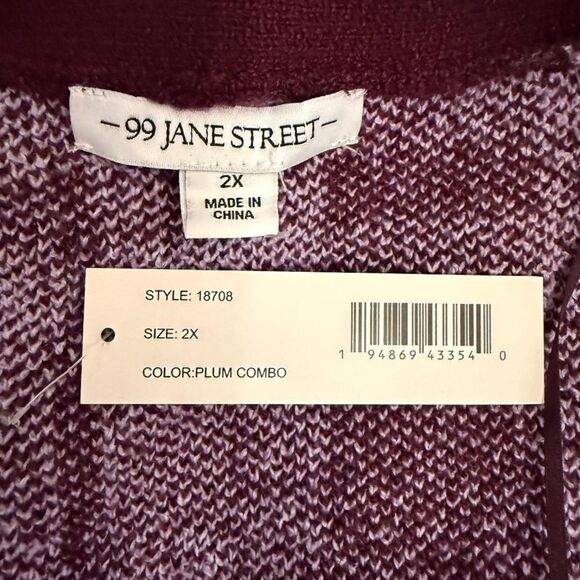 – 99 JANE STREET –
2X
MADE IN
CHINA
STYLE: 18708
SIZE: 2X
COLOR:PLUM COMBO
1 94869 43354 0